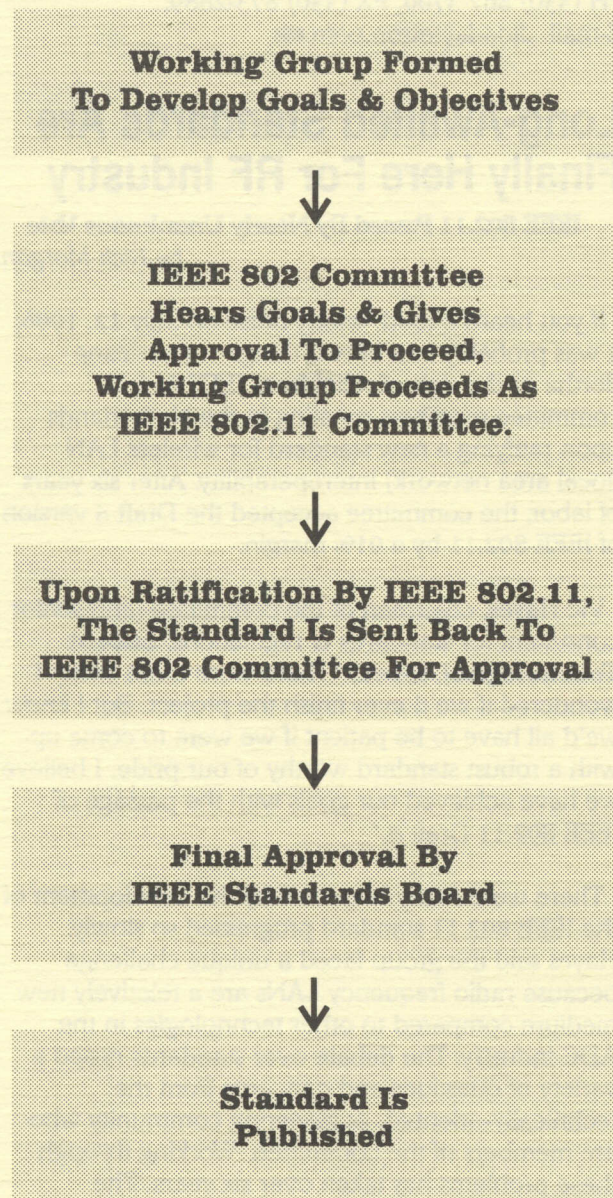 Working Group Formed
To Develop Goals & Objectives
IEEE 802 Committee
Hears Goals & Gives
Approval To Proceed,
Working Group Proceeds As
IEEE 802.11 Committee.
Upon Ratification By IEEE 802.11,
The Standard Is Sent Back To
IEEE 802 Committee For Approval
Final Approval By
IEEE Standards Board
Standard Is
Published